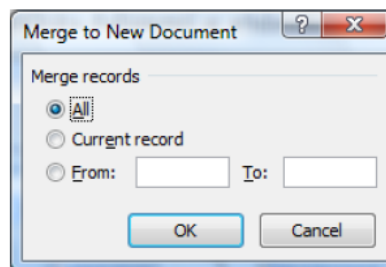 Merge to New Document ? X
Merge records
All
Current record
From: To:
OK Cancel